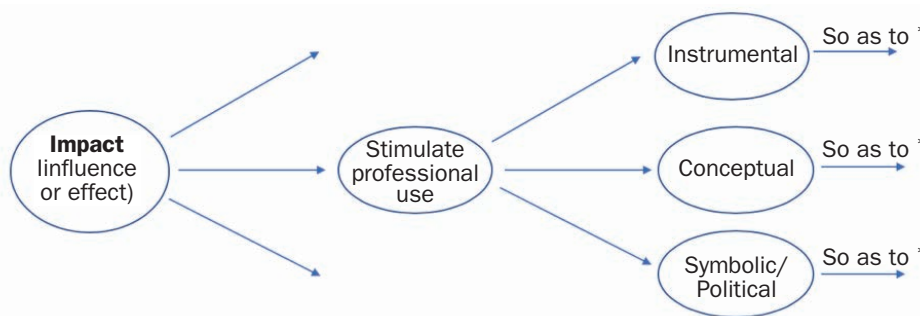 So as to *
Instrumental
Impact
Iinfluence
or effect)
Stimulate
professional
use
So as to *
Conceptual
So as to *
Symbolic/
Political